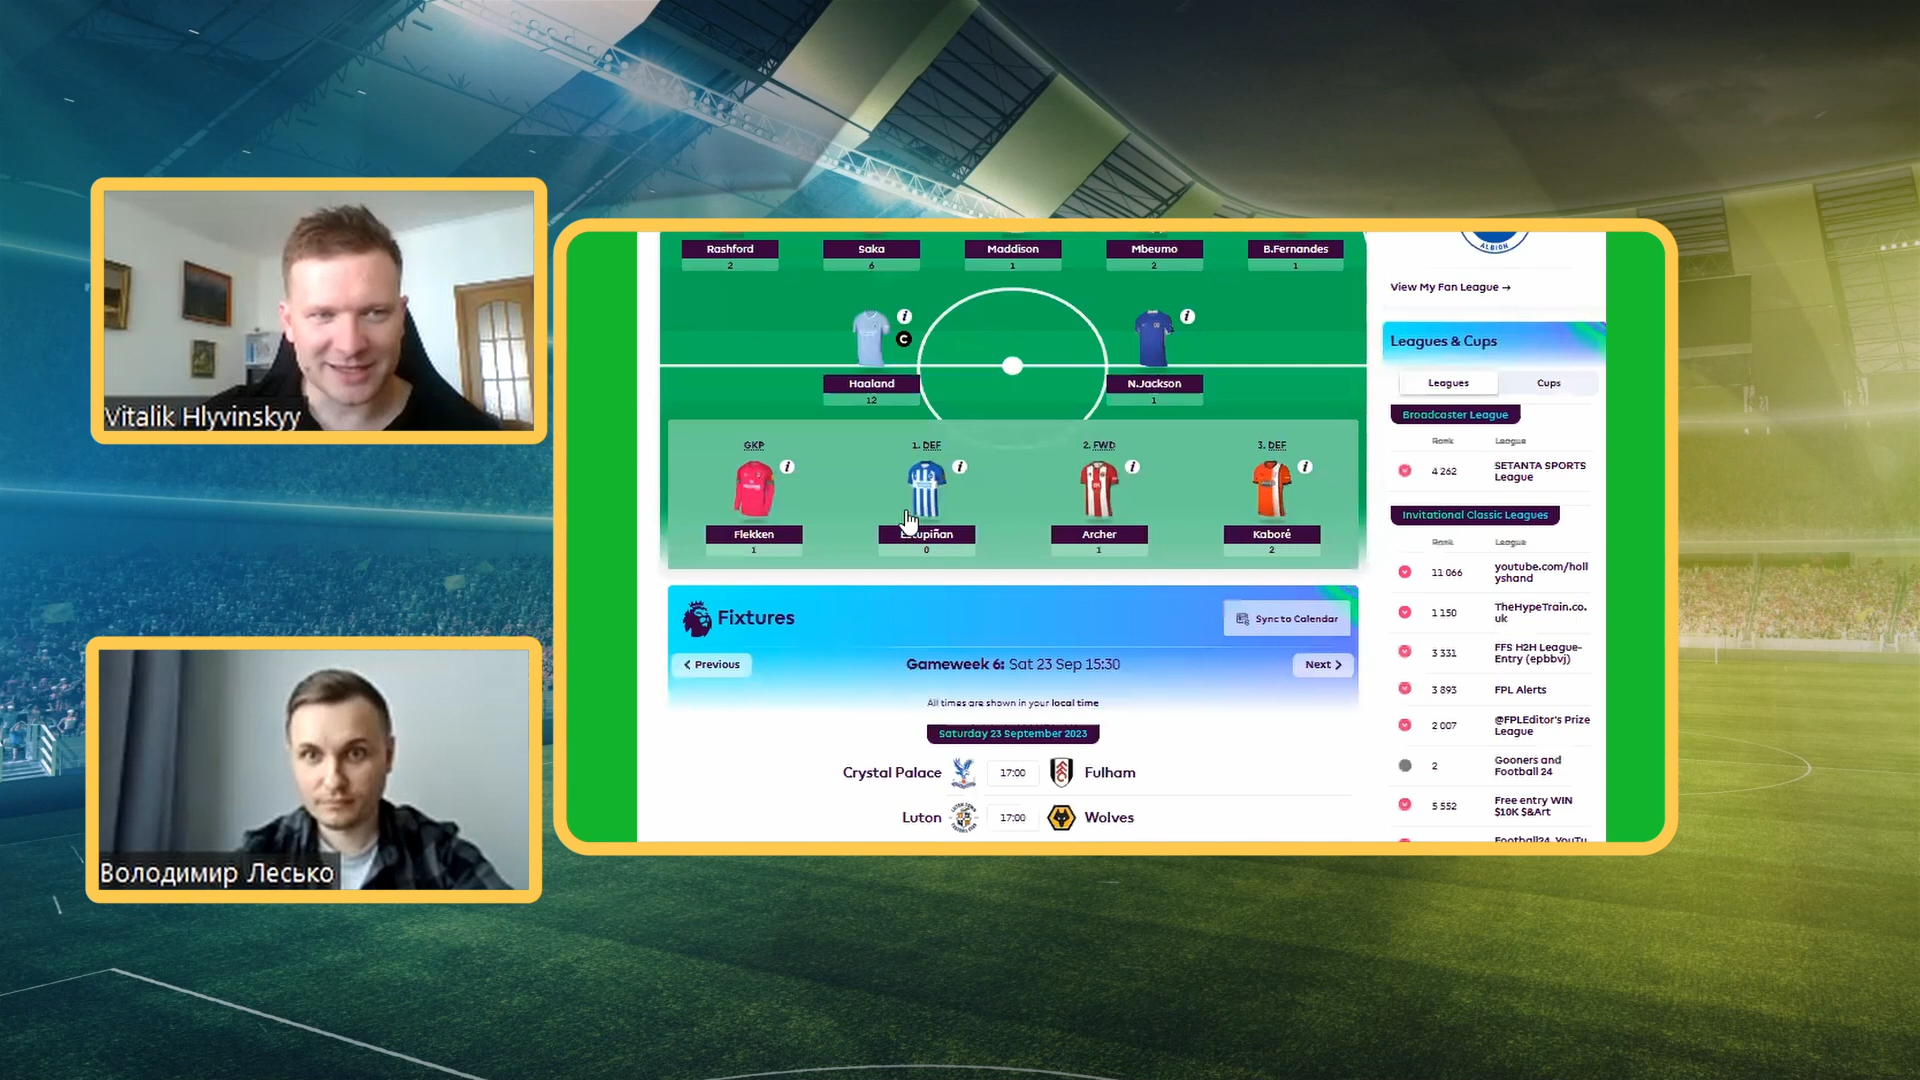 Vitalik Hlyvinskyy
Володимир Лесько
Rashford
2
Saka
6
Maddison
1
Mbeumo
2
B.Fernandes
1
Haaland
12
C
N.Jackson
1
GKP
1. DEF
2. FWD
3. DEF
Flekken
1
0
Archer
1
Kaboré
2
Fixtures
Sync to Calendar
Previous
Gameweek 6: Sat 23 Sep 15:30
Next
All times are shown in your local time
Saturday 23 September 2023
Crystal Palace 17:00 Fulham
Luton 17:00 Wolves
ALBION
View My Fan League →
Leagues & Cups
Leagues
Cups
Broadcaster League
Rank League
4 262 SETANTA SPORTS
League
Invitational Classic Leagues
Rank League
11 066 youtube.com/holl
yshand
1 150 TheHypeTrain.co.
uk
3 331 FFS H2H League-
Entry (epbbvj)
3 893 FPL Alerts
2 007 @FPLEditor's Prize
League
2 Gooners and
Football 24
5 552 Free entry WIN
$10K $&Art